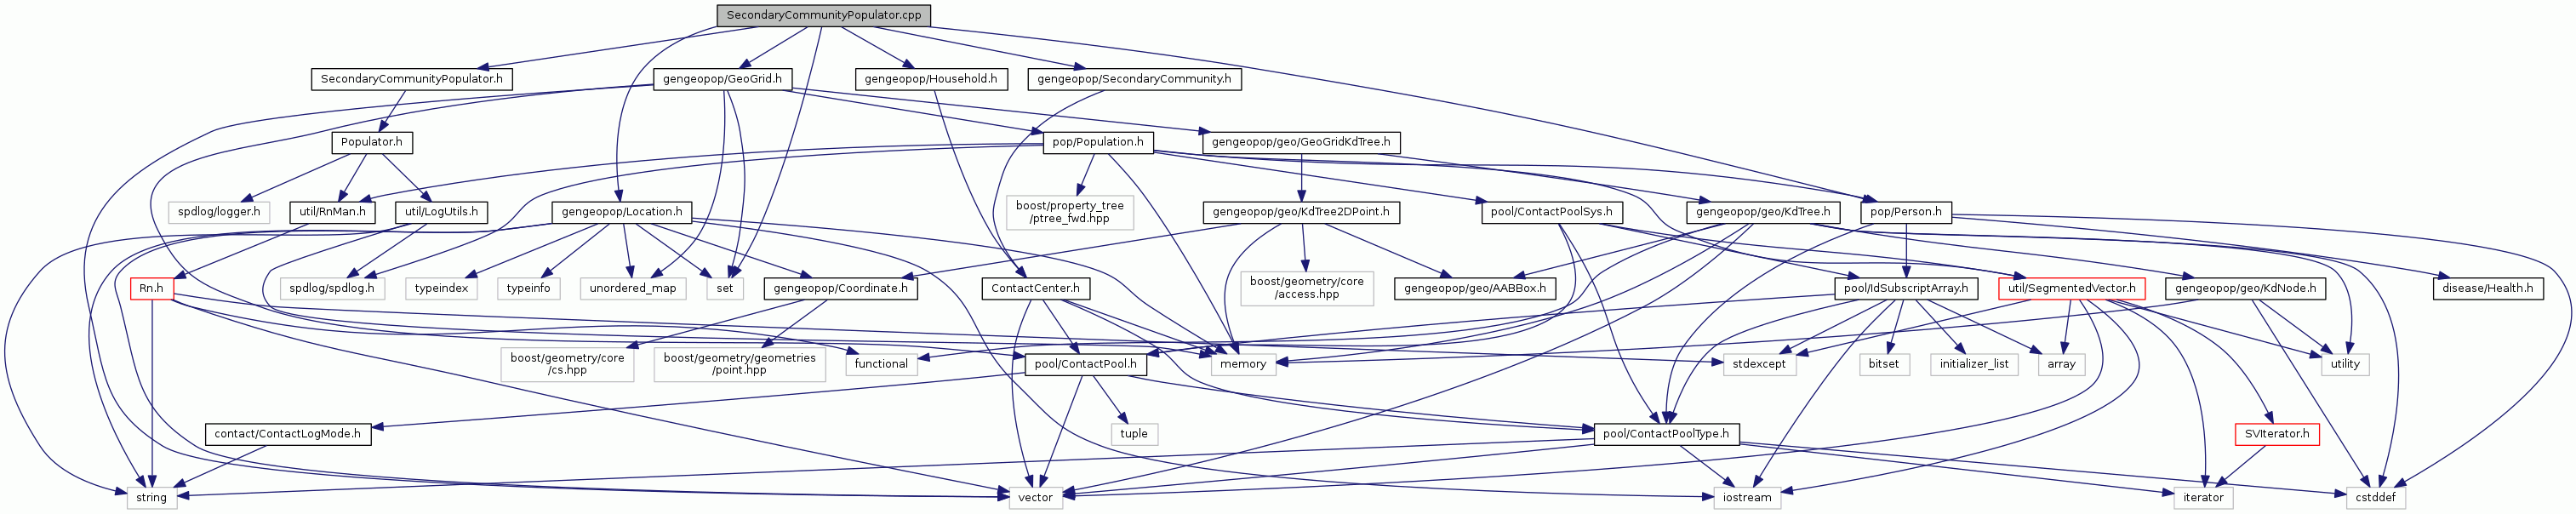 SecondaryCommunityPopulator.cpp
SecondaryCommunityPopulator.h
gengeopop/GeoGrid.h
gengeopop/Household.h
gengeopop/SecondaryCommunity.h
Populator.h
pop/Population.h
gengeopop/geo/GeoGridKdTree.h
spdlog/logger.h
util/RnMan.h
util/LogUtils.h
gengeopop/Location.h
boost/property_tree
/ptree_fwd.hpp
gengeopop/geo/KdTree2DPoint.h
pool/ContactPoolSys.h
gengeopop/geo/KdTree.h
pop/Person.h
Rn.h
spdlog/spdlog.h
typeindex
typeinfo
unordered_map
set
gengeopop/Coordinate.h
ContactCenter.h
boost/geometry/core
/access.hpp
gengeopop/geo/AABBox.h
pool/IdSubscriptArray.h
util/SegmentedVector.h
gengeopop/geo/KdNode.h
disease/Health.h
boost/geometry/core
/cs.hpp
boost/geometry/geometries
/point.hpp
functional
pool/ContactPool.h
memory
stdexcept
bitset
initializer_list
array
utility
contact/ContactLogMode.h
tuple
pool/ContactPoolType.h
SVIterator.h
string
vector
iostream
iterator
cstddef